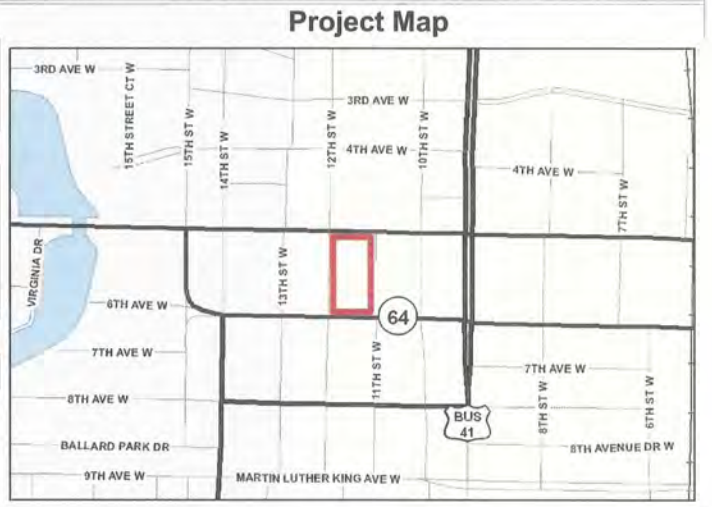 Project Map
3RD AVE W
15TH STREET CT W
15TH ST W
14TH ST W
12TH ST W
3RD AVE W
4TH AVE W
10TH ST W
4TH AVE W
7TH ST W
VIRGINIA DR
13TH ST W
6TH AVE W
64
7TH AVE W
11TH ST W
7TH AVE W
8TH AVE W
BUS
41
8TH ST W
6TH ST W
BALLARD PARK DR
8TH AVENUE DR W
9TH AVE W
MARTIN LUTHER KING AVE W